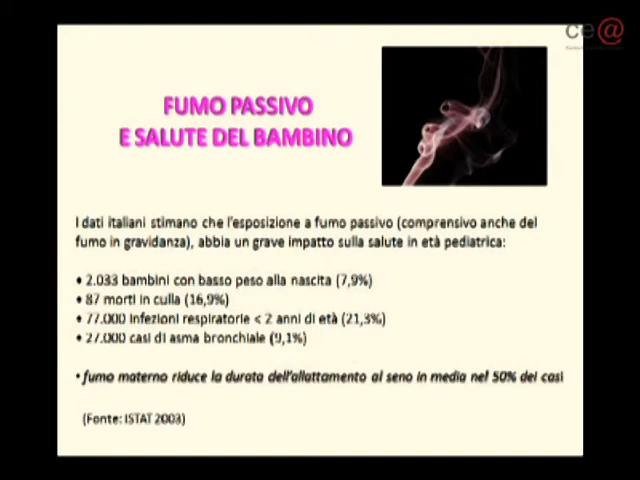 ce@
FUMO PASSIVO
E SALUTE DEL BAMBINO
I dati italiani stimano che l'esposizione a fumo passivo (comprensivo anche del
fumo in gravidanza), abbia un grave impatto sulla salute in età pediatrica:
• 2.033 bambini con basso peso alla nascita (7,9%)
• 87 morti in culla (16,9%)
• 77.000 infezioni respiratorie < 2 anni di età (21,3%)
• 27.000 casi di asma bronchiale (9,1%)
• fumo materno riduce la durata dell'allattamento al seno in media nel 50% dei casi
(Fonte: ISTAT 2003)